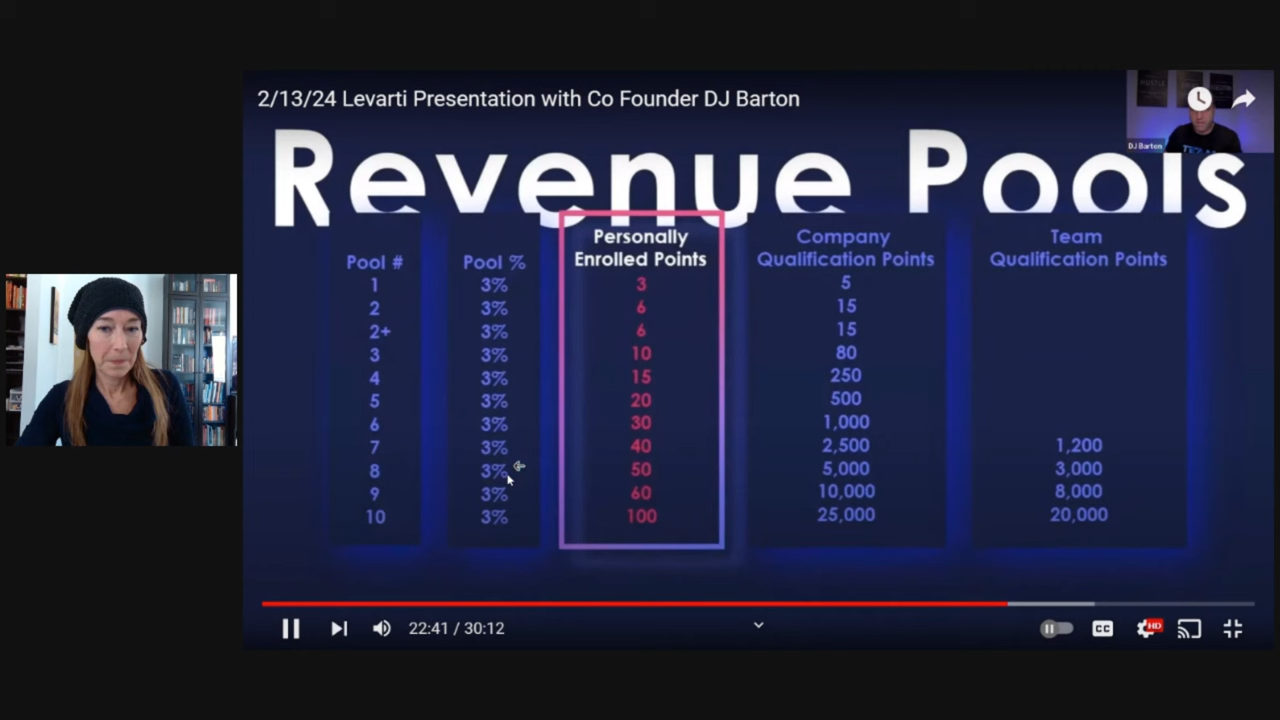 2/13/24 Levarti Presentation with Co Founder DJ Barton
DJ Barton
Revenue Pools
Pool # Pool % Personally Enrolled Points Company Qualification Points Team Qualification Points
1 3% 3 5
2 3% 6 15
2+ 3% 6 15
3 3% 10 80
4 3% 15 250
5 3% 20 500
6 3% 30 1,000
7 3% 40 2,500 1,200
8 3% 50 5,000 3,000
9 3% 60 10,000 8,000
10 3% 100 25,000 20,000
22:41 / 30:12
CC
HD